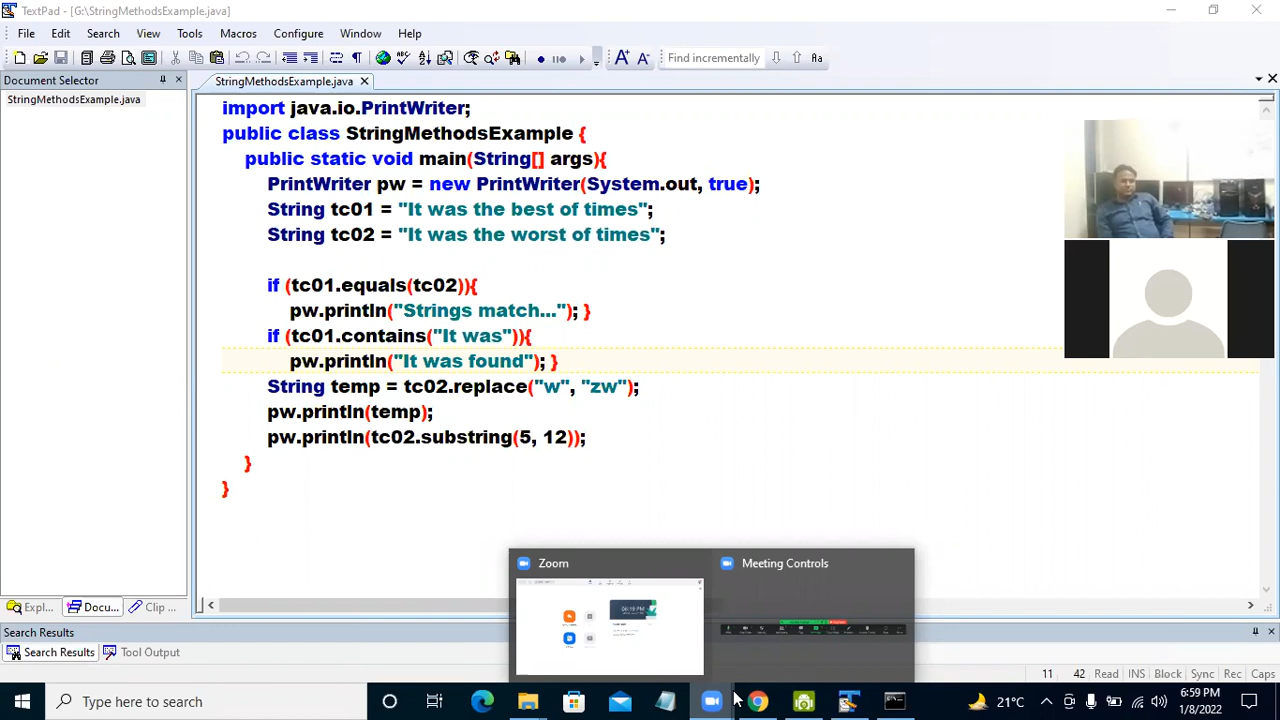 TextPad - [G:\StringMethodsExample.java]
File Edit Search View Tools Macros Configure Window Help
Find incrementally
Document Selector
StringMethodsExample.java
StringMethodsExample.java
import java.io.PrintWriter;
public class StringMethodsExample {
public static void main(String[] args){
PrintWriter pw = new PrintWriter(System.out, true);
String tc01 = "It was the best of times";
String tc02 = "It was the worst of times";
if (tc01.equals(tc02)){
pw.println("Strings match..."); }
if (tc01.contains("It was")){
pw.println("It was found"); }
String temp = tc02.replace("w", "zw");
pw.println(temp);
pw.println(tc02.substring(5, 12));
}
}
Zoom
Meeting Controls
Expl...
Docu...
Clip ...
Search Results
Search Results
Tool Output
11 42 Read INS Block Sync Rec Caps
Type here to search
21°C
6:59 PM
1/8/2022